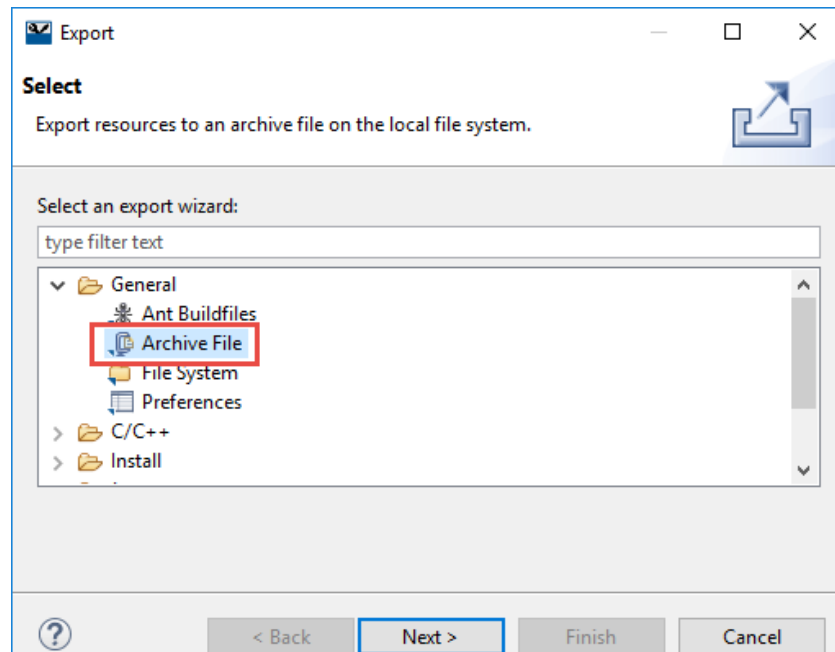 Export
Select
Export resources to an archive file on the local file system.
Select an export wizard:
type filter text
General
Ant Buildfiles
Archive File
File System
Preferences
C/C++
Install
? < Back Next > Finish Cancel